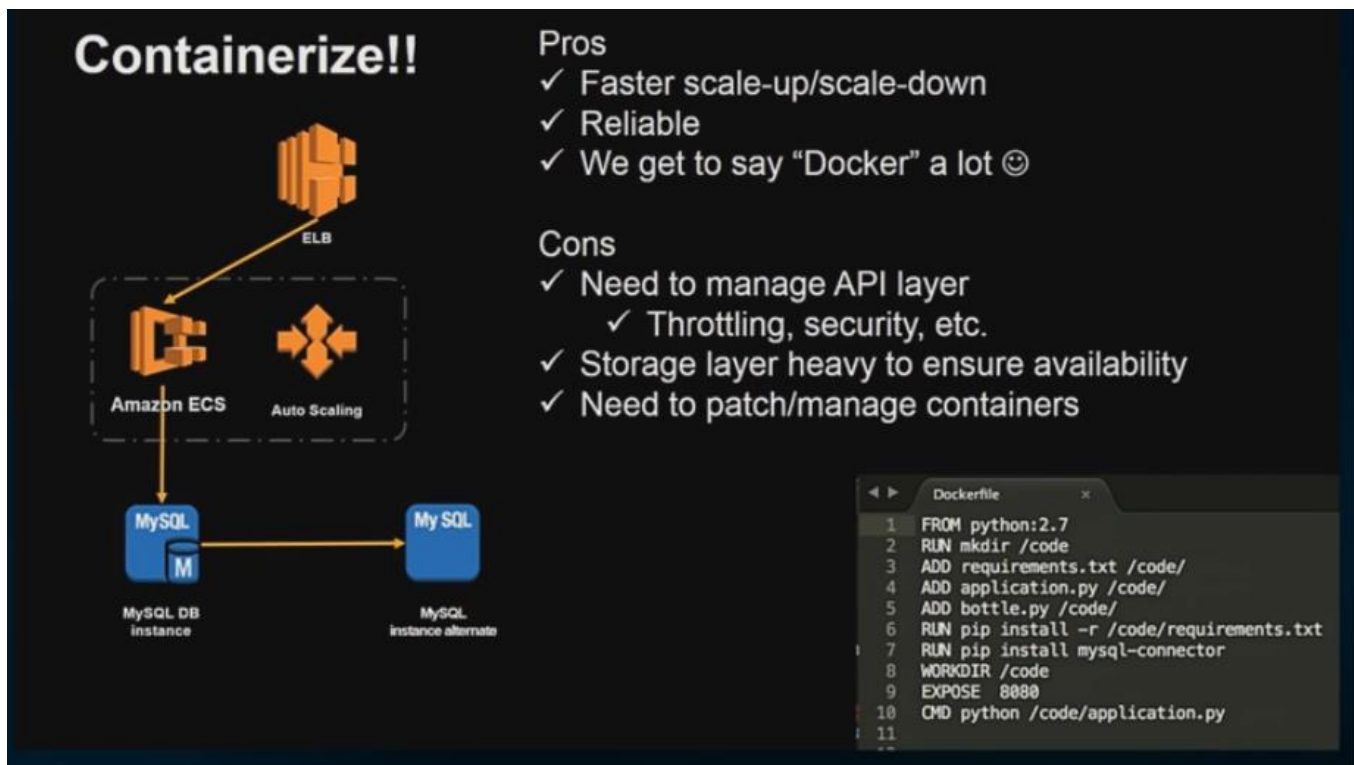 Containerize!!
ELB
Amazon ECS
Auto Scaling
MySQL
M
My SQL
MySQL DB
instance
MySQL
instance alternate
Pros
✓ Faster scale-up/scale-down
✓ Reliable
✓ We get to say “Docker” a lot ☺
Cons
✓ Need to manage API layer
✓ Throttling, security, etc.
✓ Storage layer heavy to ensure availability
✓ Need to patch/manage containers
Dockerfile ×
1 FROM python:2.7
2 RUN mkdir /code
3 ADD requirements.txt /code/
4 ADD application.py /code/
5 ADD bottle.py /code/
6 RUN pip install -r /code/requirements.txt
7 RUN pip install mysql-connector
8 WORKDIR /code
9 EXPOSE 8080
10 CMD python /code/application.py
11